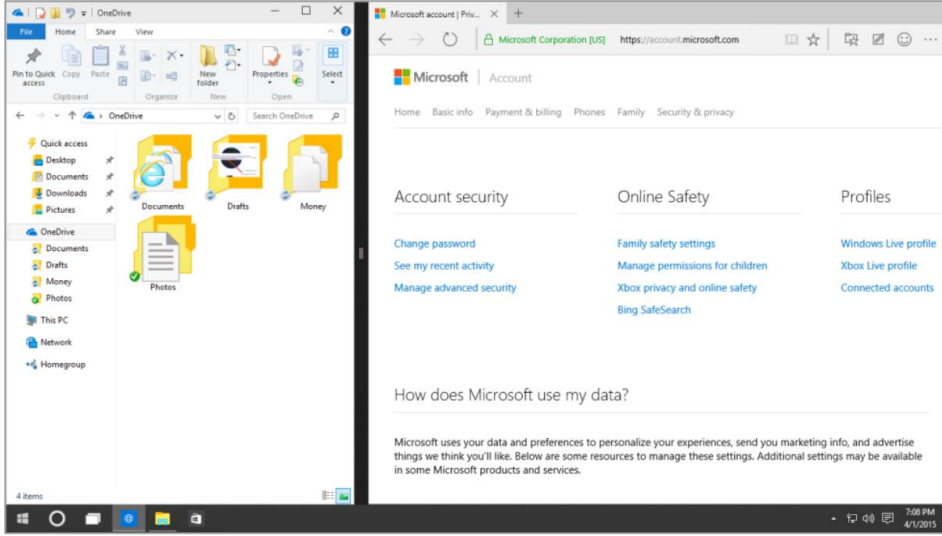 OneDrive
File Home Share View
Pin to Quick access
Copy
Paste
New folder
Properties
Select
Clipboard Organize New Open
OneDrive
Search OneDrive
Quick access
Desktop
Documents
Downloads
Pictures
OneDrive
Documents
Drafts
Money
Photos
This PC
Network
Homegroup
Documents Drafts Money
Photos
4 items
Microsoft account | Priv...
Microsoft Corporation [US] https://account.microsoft.com
Microsoft Account
Home Basic info Payment & billing Phones Family Security & privacy
Account security
Change password
See my recent activity
Manage advanced security
Online Safety
Family safety settings
Manage permissions for children
Xbox privacy and online safety
Bing SafeSearch
Profiles
Windows Live profile
Xbox Live profile
Connected accounts
How does Microsoft use my data?
Microsoft uses your data and preferences to personalize your experiences, send you marketing info, and advertise
things we think you'll like. Below are some resources to manage these settings. Additional settings may be available
in some Microsoft products and services.
7:08 PM
4/1/2015